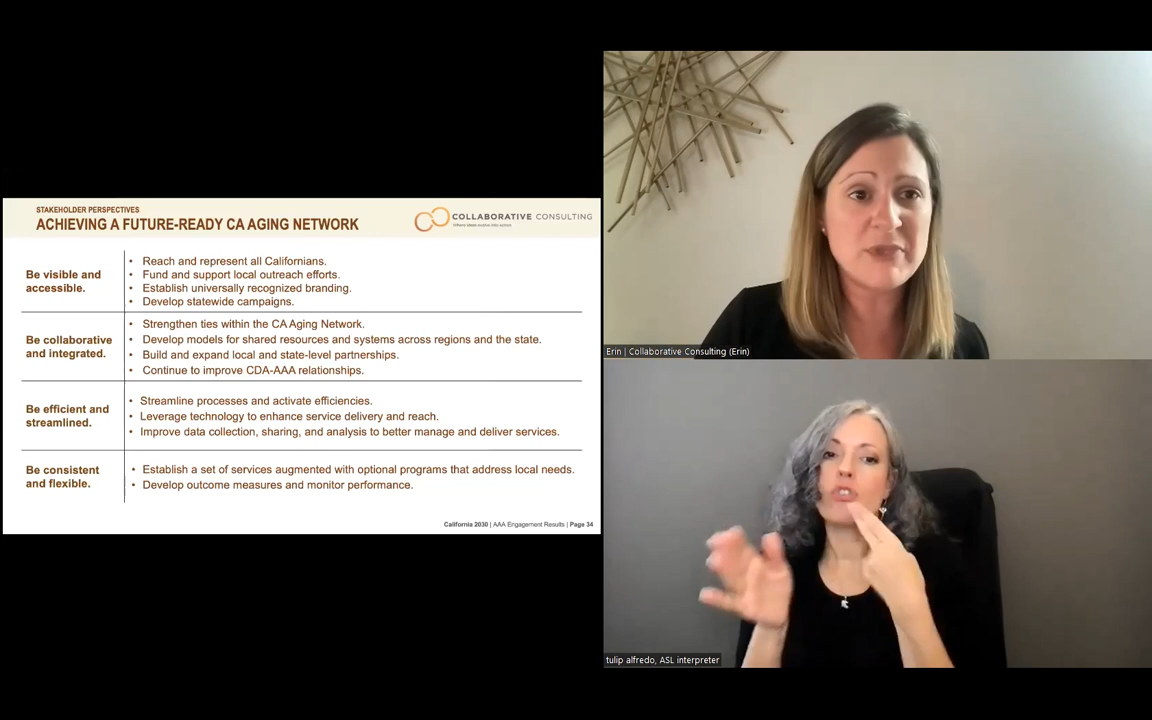 STAKEHOLDER PERSPECTIVES
ACHIEVING A FUTURE-READY CA AGING NETWORK
COLLABORATIVE CONSULTING
Where ideas evolve into action
Be visible and
accessible.
• Reach and represent all Californians.
• Fund and support local outreach efforts.
• Establish universally recognized branding.
• Develop statewide campaigns.
Be collaborative
and integrated.
• Strengthen ties within the CA Aging Network.
• Develop models for shared resources and systems across regions and the state.
• Build and expand local and state-level partnerships.
• Continue to improve CDA-AAA relationships.
Be efficient and
streamlined.
• Streamline processes and activate efficiencies.
• Leverage technology to enhance service delivery and reach.
• Improve data collection, sharing, and analysis to better manage and deliver services.
Be consistent
and flexible.
• Establish a set of services augmented with optional programs that address local needs.
• Develop outcome measures and monitor performance.
California 2030 | AAA Engagement Results | Page 34
Erin | Collaborative Consulting (Erin)
tulip alfredo, ASL interpreter